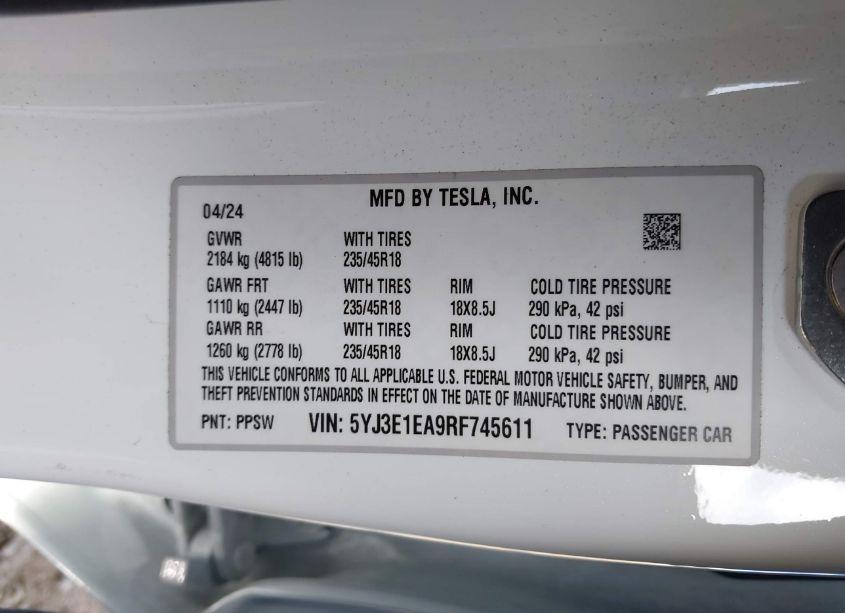 MFD BY TESLA, INC.
04/24
GVWR WITH TIRES
2184 kg (4815 lb) 235/45R18
GAWR FRT WITH TIRES RIM COLD TIRE PRESSURE
1110 kg (2447 lb) 235/45R18 18X8.5J 290 kPa, 42 psi
GAWR RR WITH TIRES RIM COLD TIRE PRESSURE
1260 kg (2778 lb) 235/45R18 18X8.5J 290 kPa, 42 psi
THIS VEHICLE CONFORMS TO ALL APPLICABLE U.S. FEDERAL MOTOR VEHICLE SAFETY, BUMPER, AND
THEFT PREVENTION STANDARDS IN EFFECT ON THE DATE OF MANUFACTURE SHOWN ABOVE.
PNT: PPSW VIN: 5YJ3E1EA9RF745611 TYPE: PASSENGER CAR